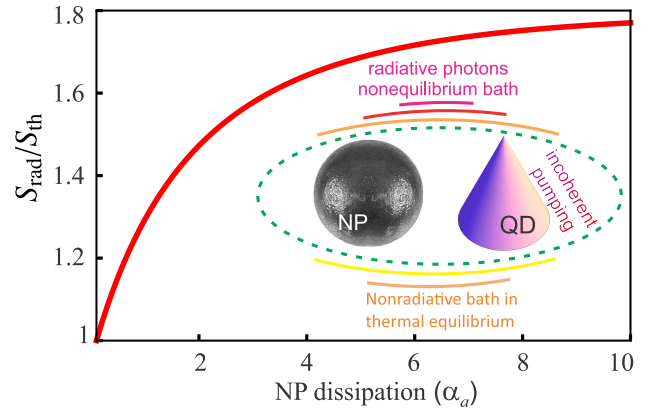 1.8
1.6
1.4
1.2
1
S_rad/S_th
radiative photons
nonequilibrium bath
NP
QD
incoherent
pumping
Nonradiative bath in
thermal equilibrium
2
4
6
8
10
NP dissipation (α_a)